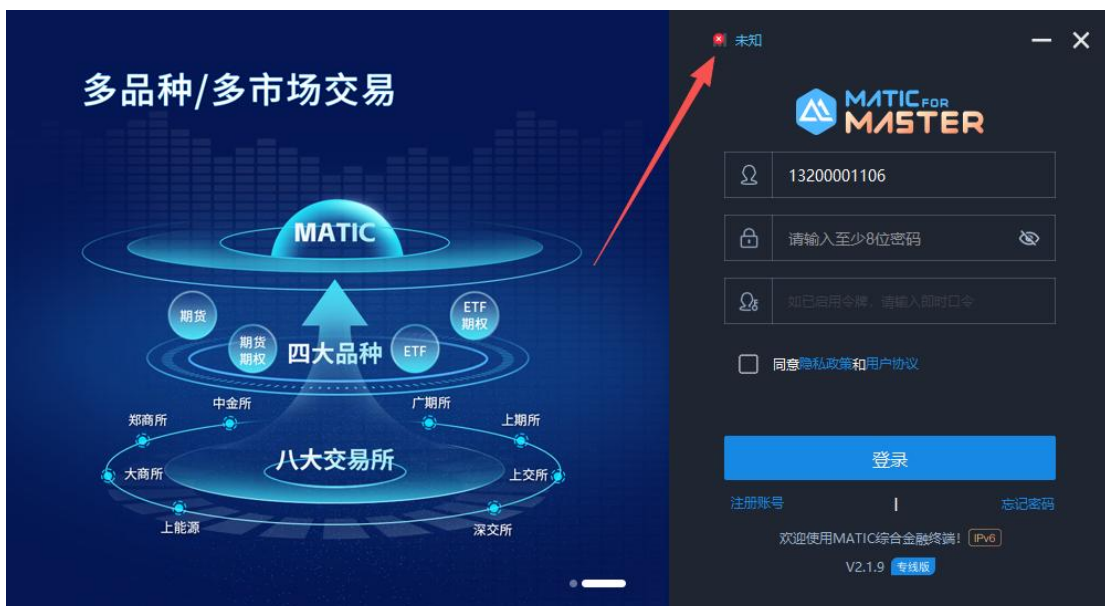 多品种/多市场交易
MATIC
期货
期货
期权
四大品种
ETF
ETF
期权
中金所
广期所
郑商所
上期所
八大交易所
大商所
上交所
上能源
深交所
未知
MATIC FOR
MASTER
13200001106
请输入至少8位密码
如已启用令牌，请输入即时口令
同意隐私政策和用户协议
登录
注册账号 | 忘记密码
欢迎使用MATIC综合金融终端！ IPv6
V2.1.9 专线版